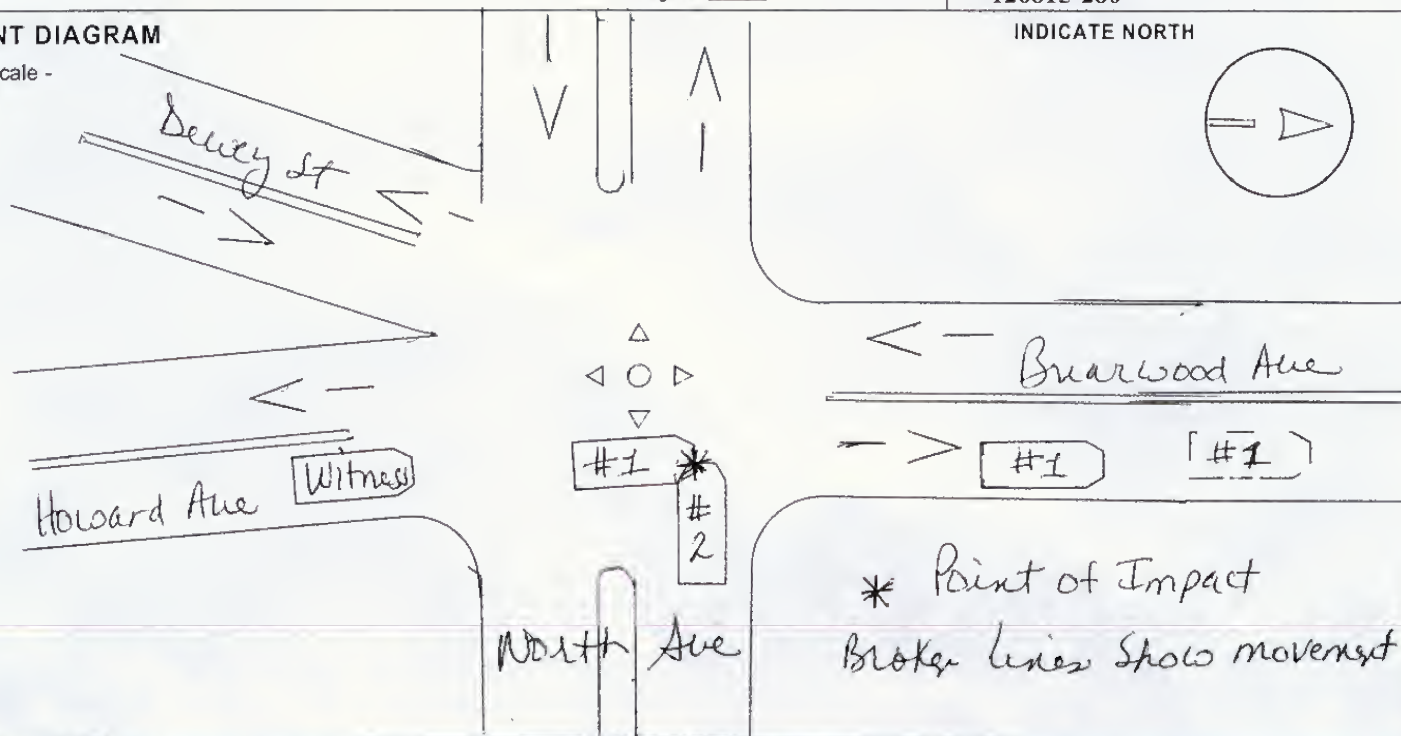 NT DIAGRAM
cale -
INDICATE NORTH
Dewey St
Briarwood Ave
#1
#1
#1
#
2
Witness
Howard Ave
* Point of Impact
North Ave
Broken lines Show movement